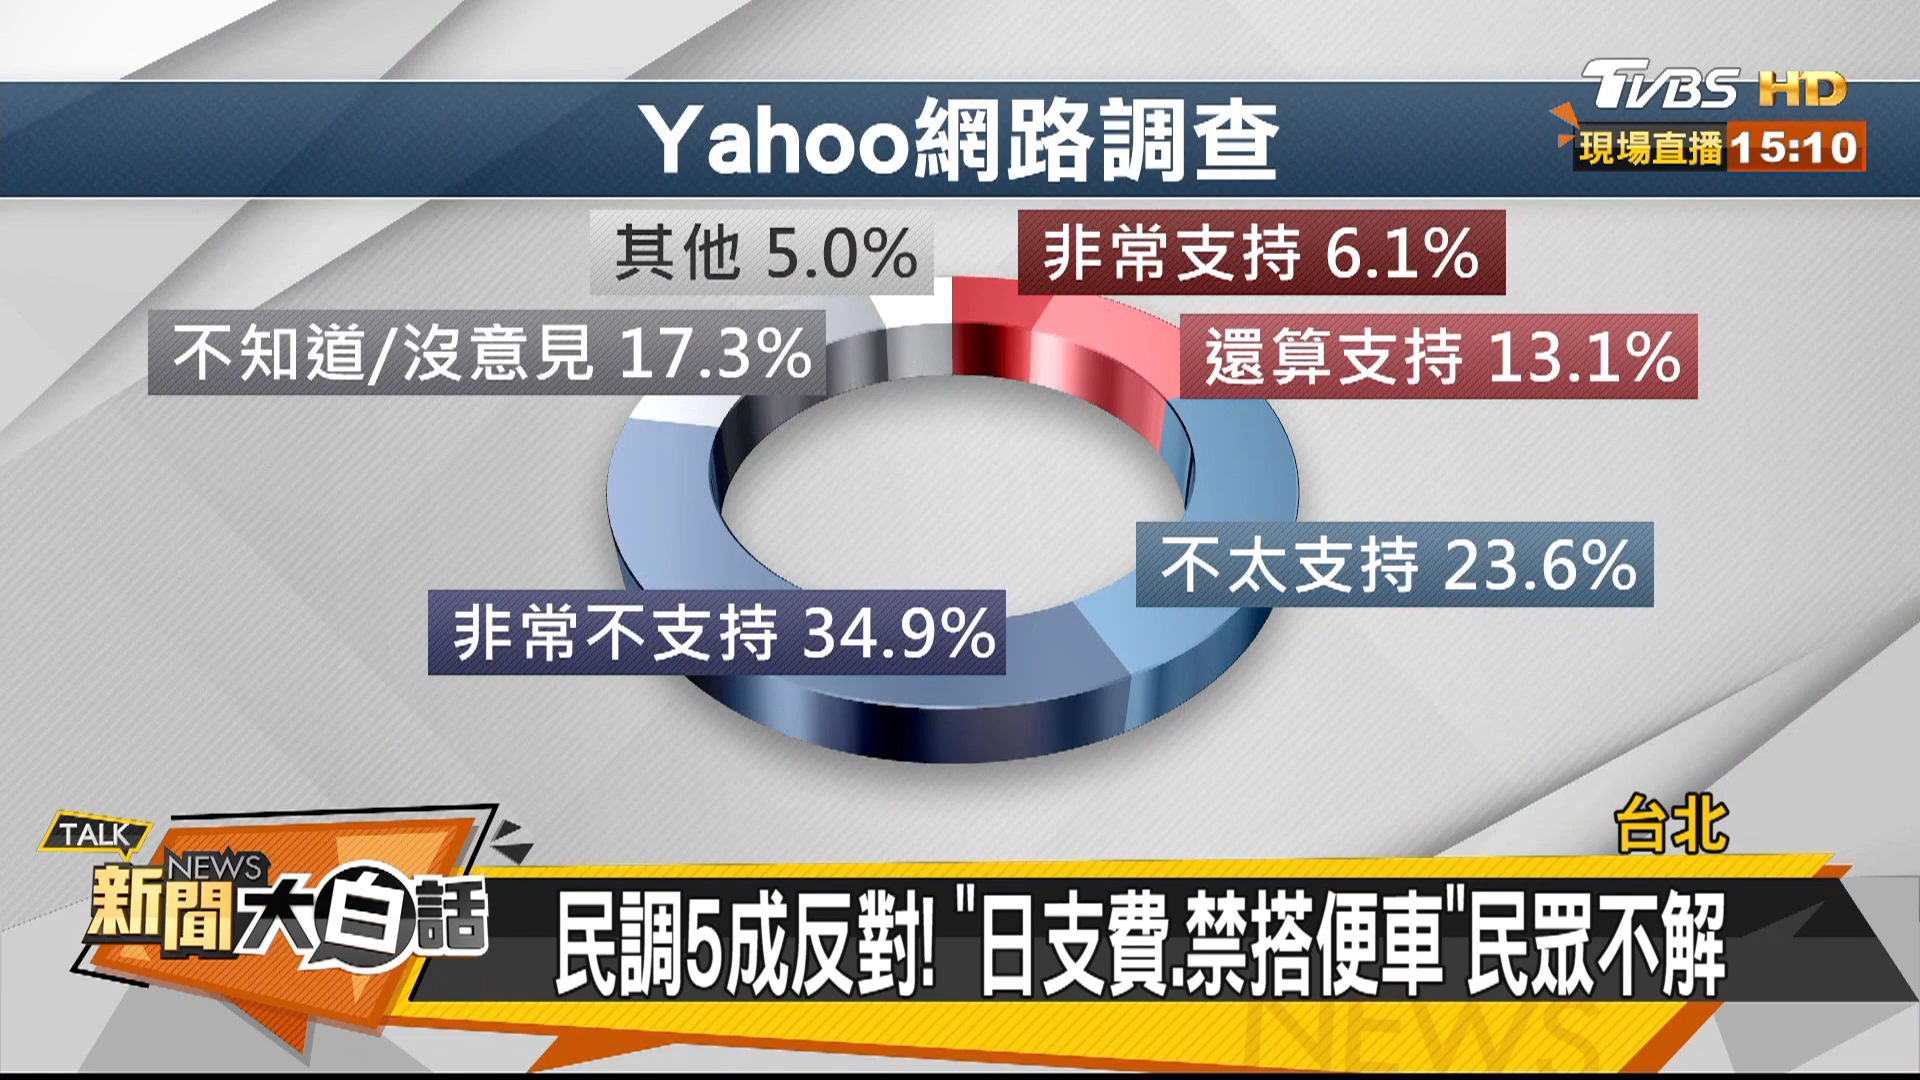 Yahoo網路調查
TVBS HD
現場直播 15:10
其他 5.0%
非常支持 6.1%
不知道/沒意見 17.3%
還算支持 13.1%
不太支持 23.6%
非常不支持 34.9%
台北
TALK
NEWS
新聞大白話
民調5成反對! "日支費.禁搭便車"民眾不解
NEWS